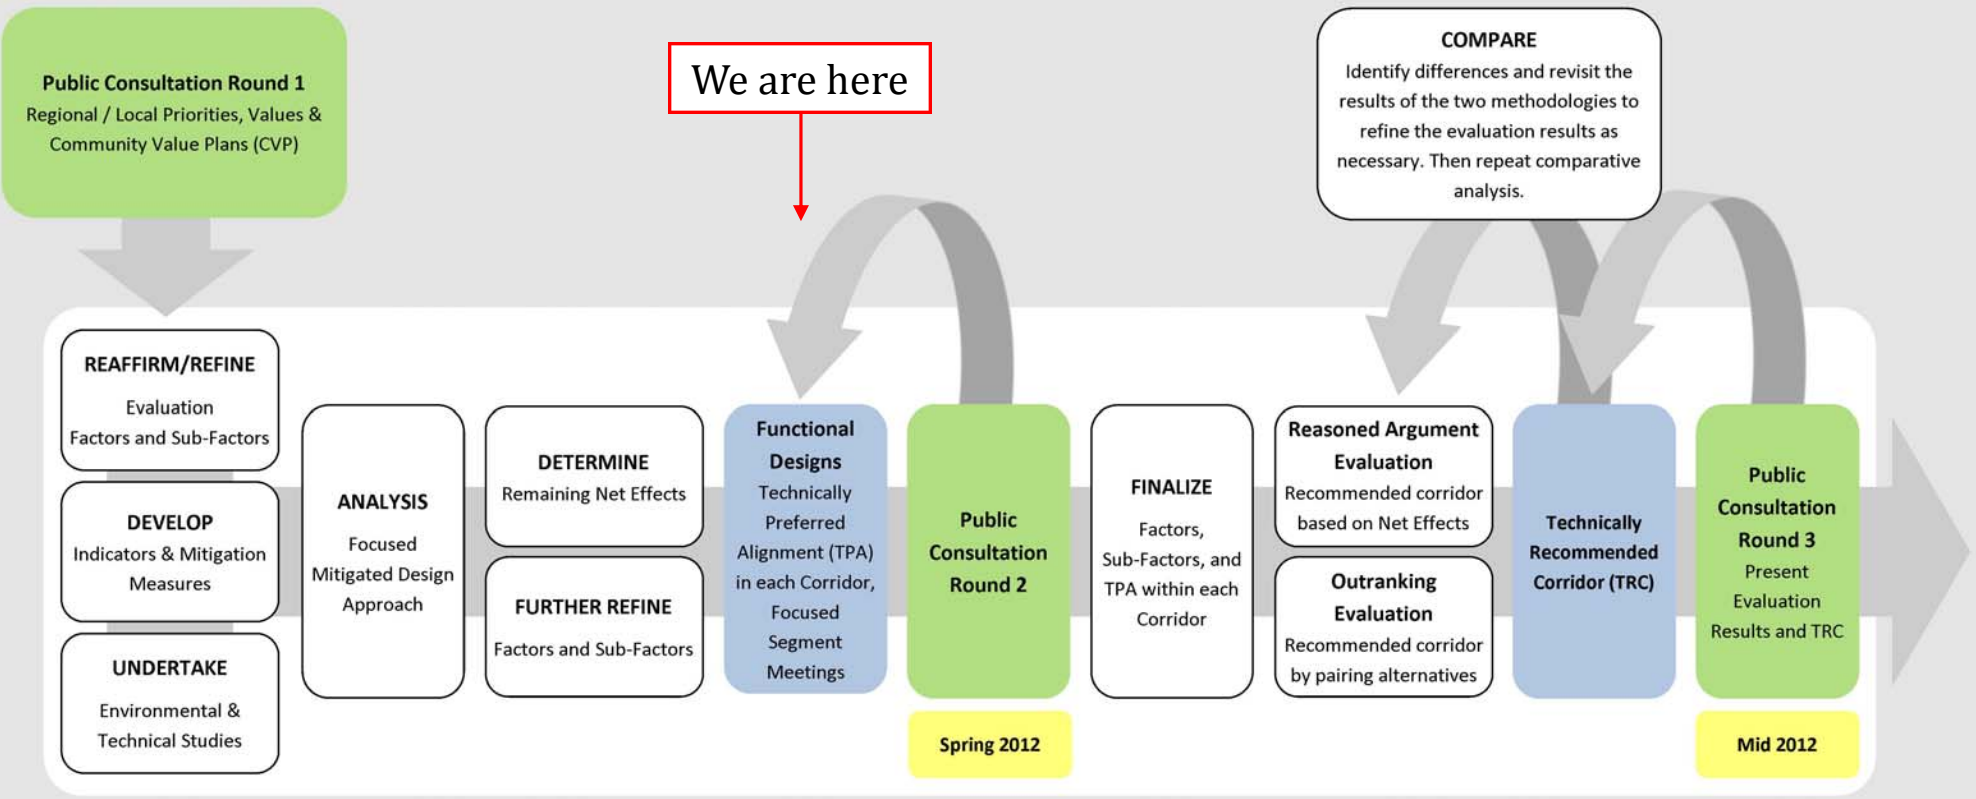 Public Consultation Round 1
Regional / Local Priorities, Values &
Community Value Plans (CVP)
We are here
COMPARE
Identify differences and revisit the
results of the two methodologies to
refine the evaluation results as
necessary. Then repeat comparative
analysis.
REAFFIRM/REFINE
Evaluation
Factors and Sub-Factors
DEVELOP
Indicators & Mitigation
Measures
UNDERTAKE
Environmental &
Technical Studies
ANALYSIS
Focused
Mitigated Design
Approach
DETERMINE
Remaining Net Effects
FURTHER REFINE
Factors and Sub-Factors
Functional
Designs
Technically
Preferred
Alignment (TPA)
in each Corridor,
Focused
Segment
Meetings
Public
Consultation
Round 2
Spring 2012
FINALIZE
Factors,
Sub-Factors, and
TPA within each
Corridor
Reasoned Argument
Evaluation
Recommended corridor
based on Net Effects
Outranking
Evaluation
Recommended corridor
by pairing alternatives
Technically
Recommended
Corridor (TRC)
Public
Consultation
Round 3
Present
Evaluation
Results and TRC
Mid 2012